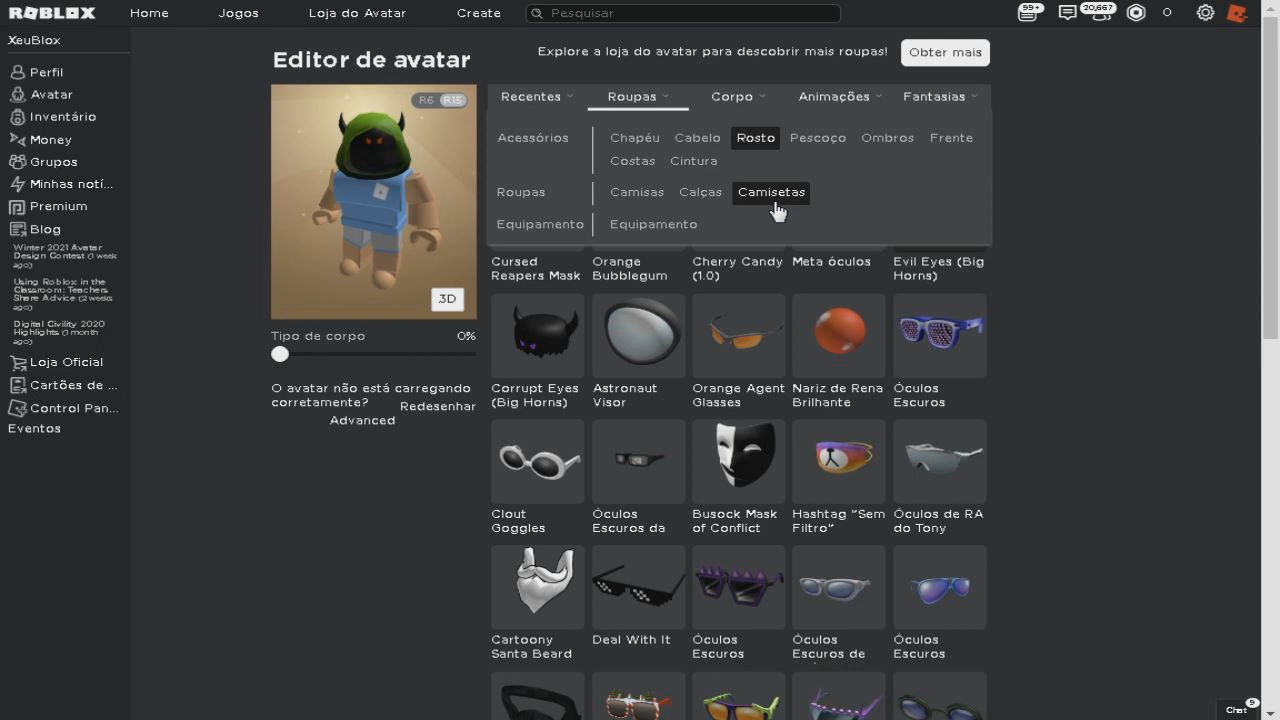 ROBLOX Home Jogos Loja do Avatar Create Pesquisar 99+ 20,667
XeuBlox
Perfil
Avatar
Inventário
Money
Grupos
Minhas notí...
Premium
Blog
Winter 2021 Avatar
Design Contest (1 week
ago)
Using Roblox in the
Classroom: Teachers
Share Advice (2 weeks
ago)
Digital Civility 2020
Highlights (1 month
ago)
Loja Oficial
Cartões de ...
Control Pan...
Eventos
Editor de avatar
Explore a loja do avatar para descobrir mais roupas! Obter mais
R6 R15
3D
Tipo de corpo 0%
O avatar não está carregando
corretamente? Redesenhar
Advanced
Recentes Roupas Corpo Animações Fantasias
Acessórios Chapéu Cabelo Rosto Pescoço Ombros Frente
Costas Cintura
Roupas Camisas Calças Camisetas
Equipamento Equipamento
Cursed Orange Cherry Candy Meta óculos Evil Eyes (Big
Reapers Mask Bubblegum (1.0) Horns)
Corrupt Eyes Astronaut Orange Agent Nariz de Rena Óculos
(Big Horns) Visor Glasses Brilhante Escuros
Clout Óculos Busock Mask Hashtag "Sem Óculos de RA
Goggles Escuros da of Conflict Filtro" do Tony
Cartoony Deal With It Óculos Óculos Óculos
Santa Beard Escuros Escuros de Escuros
Chat 9